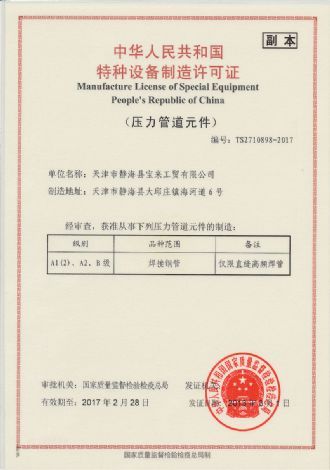 副本
中华人民共和国
特种设备制造许可证
Manufacture License of Special Equipment
People's Republic of China
（压力管道元件）
编号：TS2710898-2017
单位名称：天津市静海县宝来工贸有限公司
制造地址：天津市静海县大邱庄镇海河道6号
经审查，获准从事下列压力管道元件的制造：
级别 品种范围 备注
A1(2)、A2、B级 焊接钢管 仅限直缝高频焊管
审批机关：国家质量监督检验检疫总局 发证机关
有效期至：2017年2月28日 发证日期：
国家质量监督检验检疫总局制